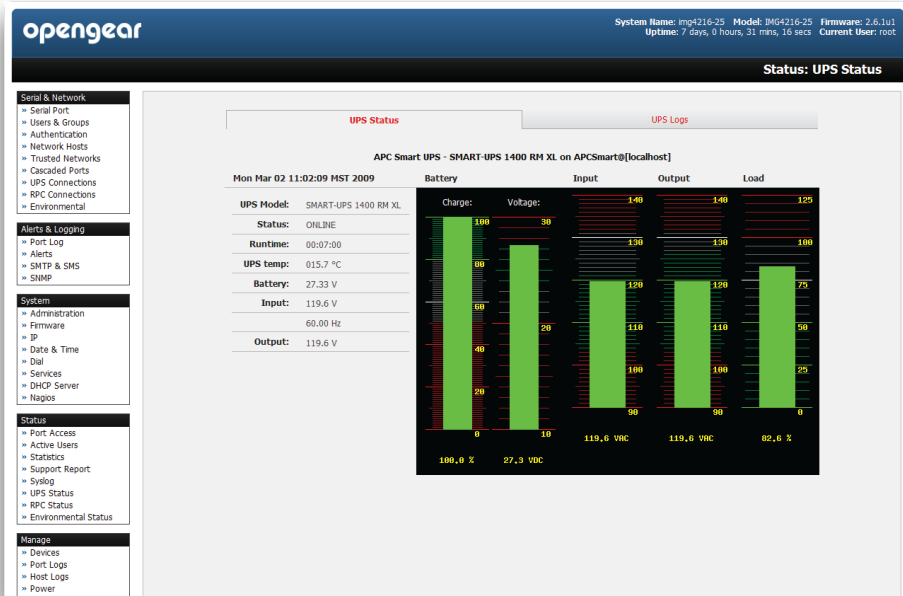 opengear
System Name: img4216-25 Model: IMG4216-25 Firmware: 2.6.1u1
Uptime: 7 days, 0 hours, 31 mins, 16 secs Current User: root
Status: UPS Status
Serial & Network
» Serial Port
» Users & Groups
» Authentication
» Network Hosts
» Trusted Networks
» Cascaded Ports
» UPS Connections
» RPC Connections
» Environmental
Alerts & Logging
» Port Log
» Alerts
» SMTP & SMS
» SNMP
System
» Administration
» Firmware
» IP
» Date & Time
» Dial
» Services
» DHCP Server
» Nagios
Status
» Port Access
» Active Users
» Statistics
» Support Report
» Syslog
» UPS Status
» RPC Status
» Environmental Status
Manage
» Devices
» Port Logs
» Host Logs
» Power
UPS Status
UPS Logs
APC Smart UPS - SMART-UPS 1400 RM XL on APCSmart@[localhost]
Mon Mar 02 11:02:09 MST 2009
UPS Model: SMART-UPS 1400 RM XL
Status: ONLINE
Runtime: 00:07:00
UPS temp: 015.7 °C
Battery: 27.33 V
Input: 119.6 V
60.00 Hz
Output: 119.6 V
Battery
Charge:
100
80
60
40
20
0
100.0 %
Voltage:
30
20
10
27.3 VDC
Input
140
130
120
110
100
90
119.6 VAC
Output
140
130
120
110
100
90
119.6 VAC
Load
125
100
75
50
25
0
82.6 %